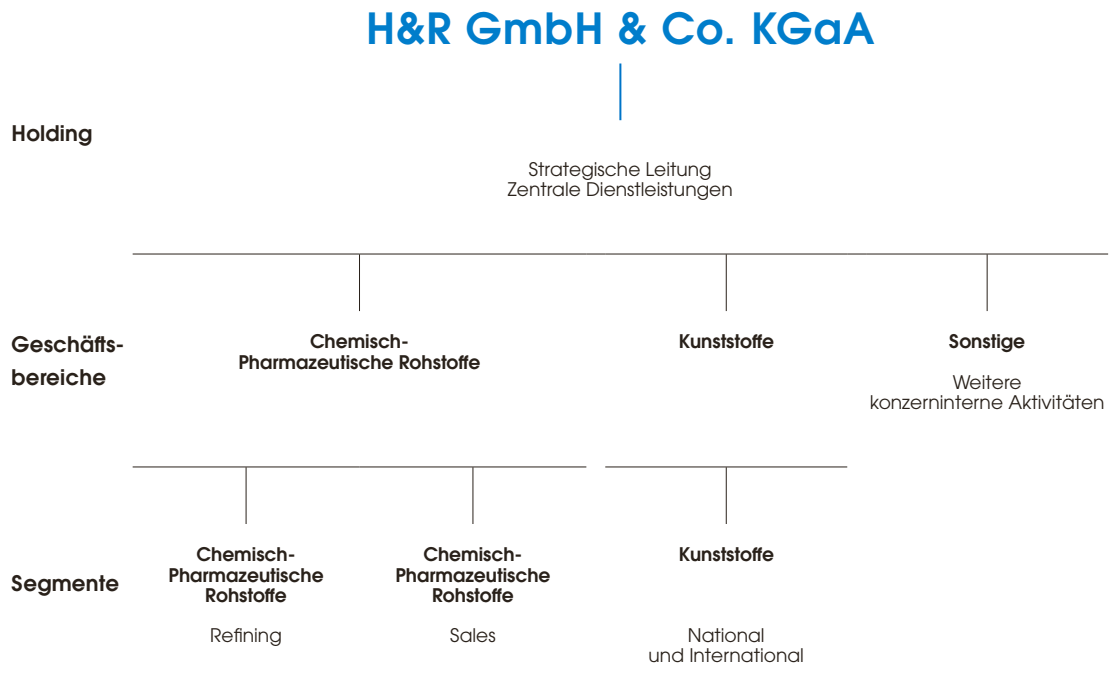 H&R GmbH & Co. KGaA
Holding
Strategische Leitung
Zentrale Dienstleistungen
Geschäfts-
bereiche
Chemisch-
Pharmazeutische Rohstoffe
Kunststoffe
Sonstige
Weitere
konzerninterne Aktivitäten
Segmente
Chemisch-
Pharmazeutische
Rohstoffe
Refining
Chemisch-
Pharmazeutische
Rohstoffe
Sales
Kunststoffe
National
und International